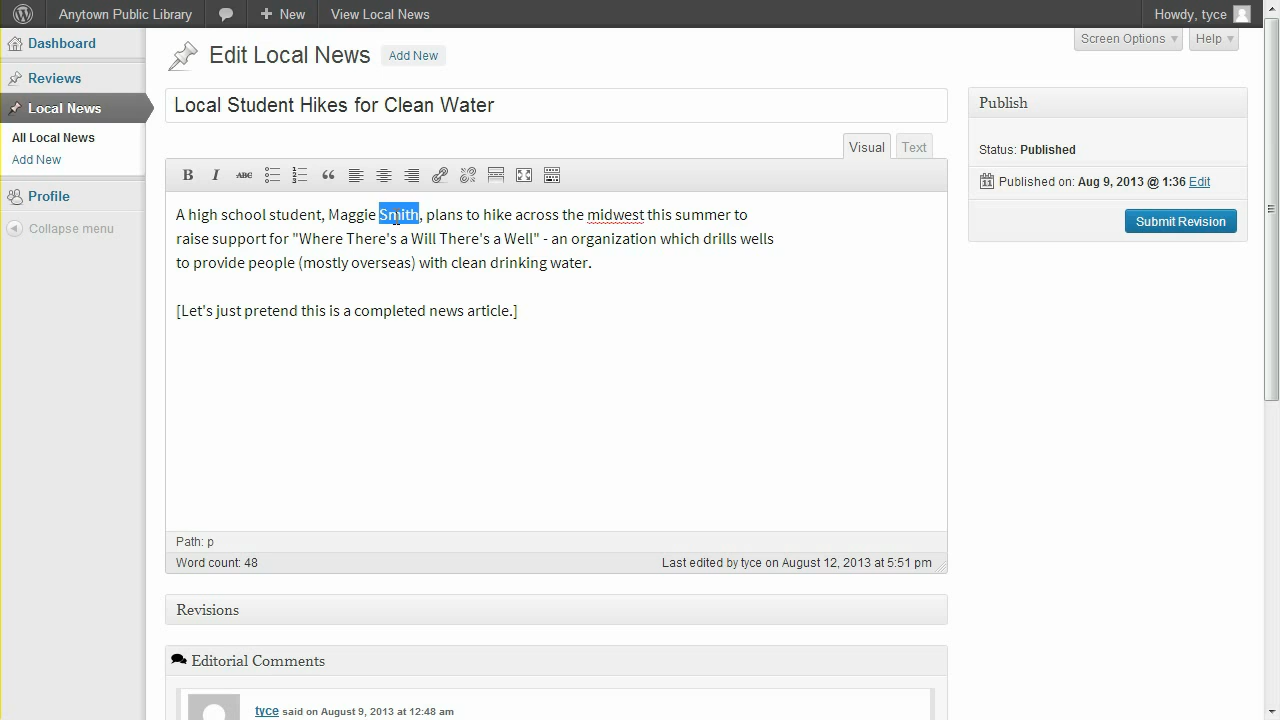 Anytown Public Library
New
View Local News
Howdy, tyce
Dashboard
Reviews
Local News
All Local News
Add New
Profile
Collapse menu
Screen Options
Help
Edit Local News
Add New
Local Student Hikes for Clean Water
Visual
Text
B I ABC
A high school student, Maggie Smith, plans to hike across the midwest this summer to
raise support for "Where There's a Will There's a Well" - an organization which drills wells
to provide people (mostly overseas) with clean drinking water.
[Let's just pretend this is a completed news article.]
Path: p
Word count: 48
Last edited by tyce on August 12, 2013 at 5:51 pm
Revisions
Editorial Comments
tyce said on August 9, 2013 at 12:48 am
Publish
Status: Published
11 Published on: Aug 9, 2013 @ 1:36 Edit
Submit Revision